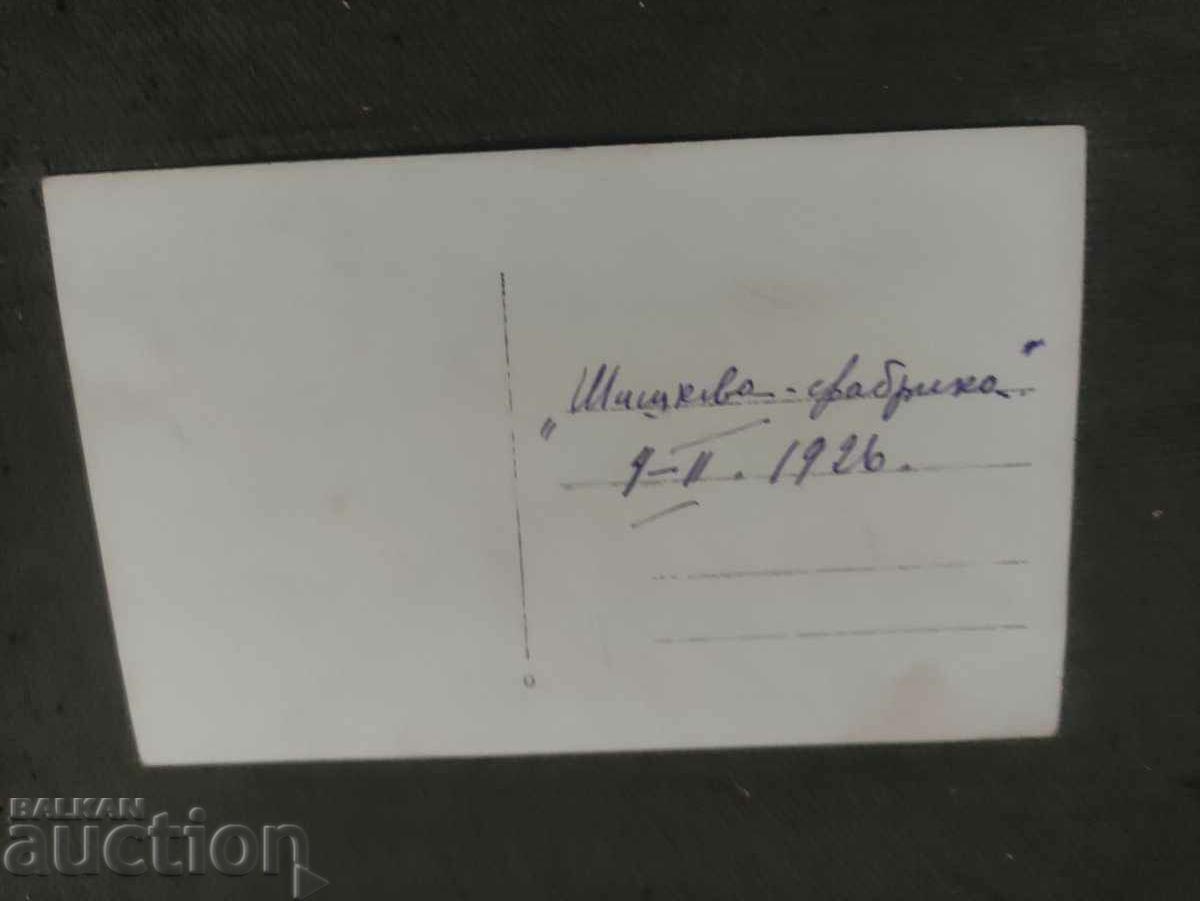 „Шишкова-фабрика"
9-II. 1926.
BALKAN
auction